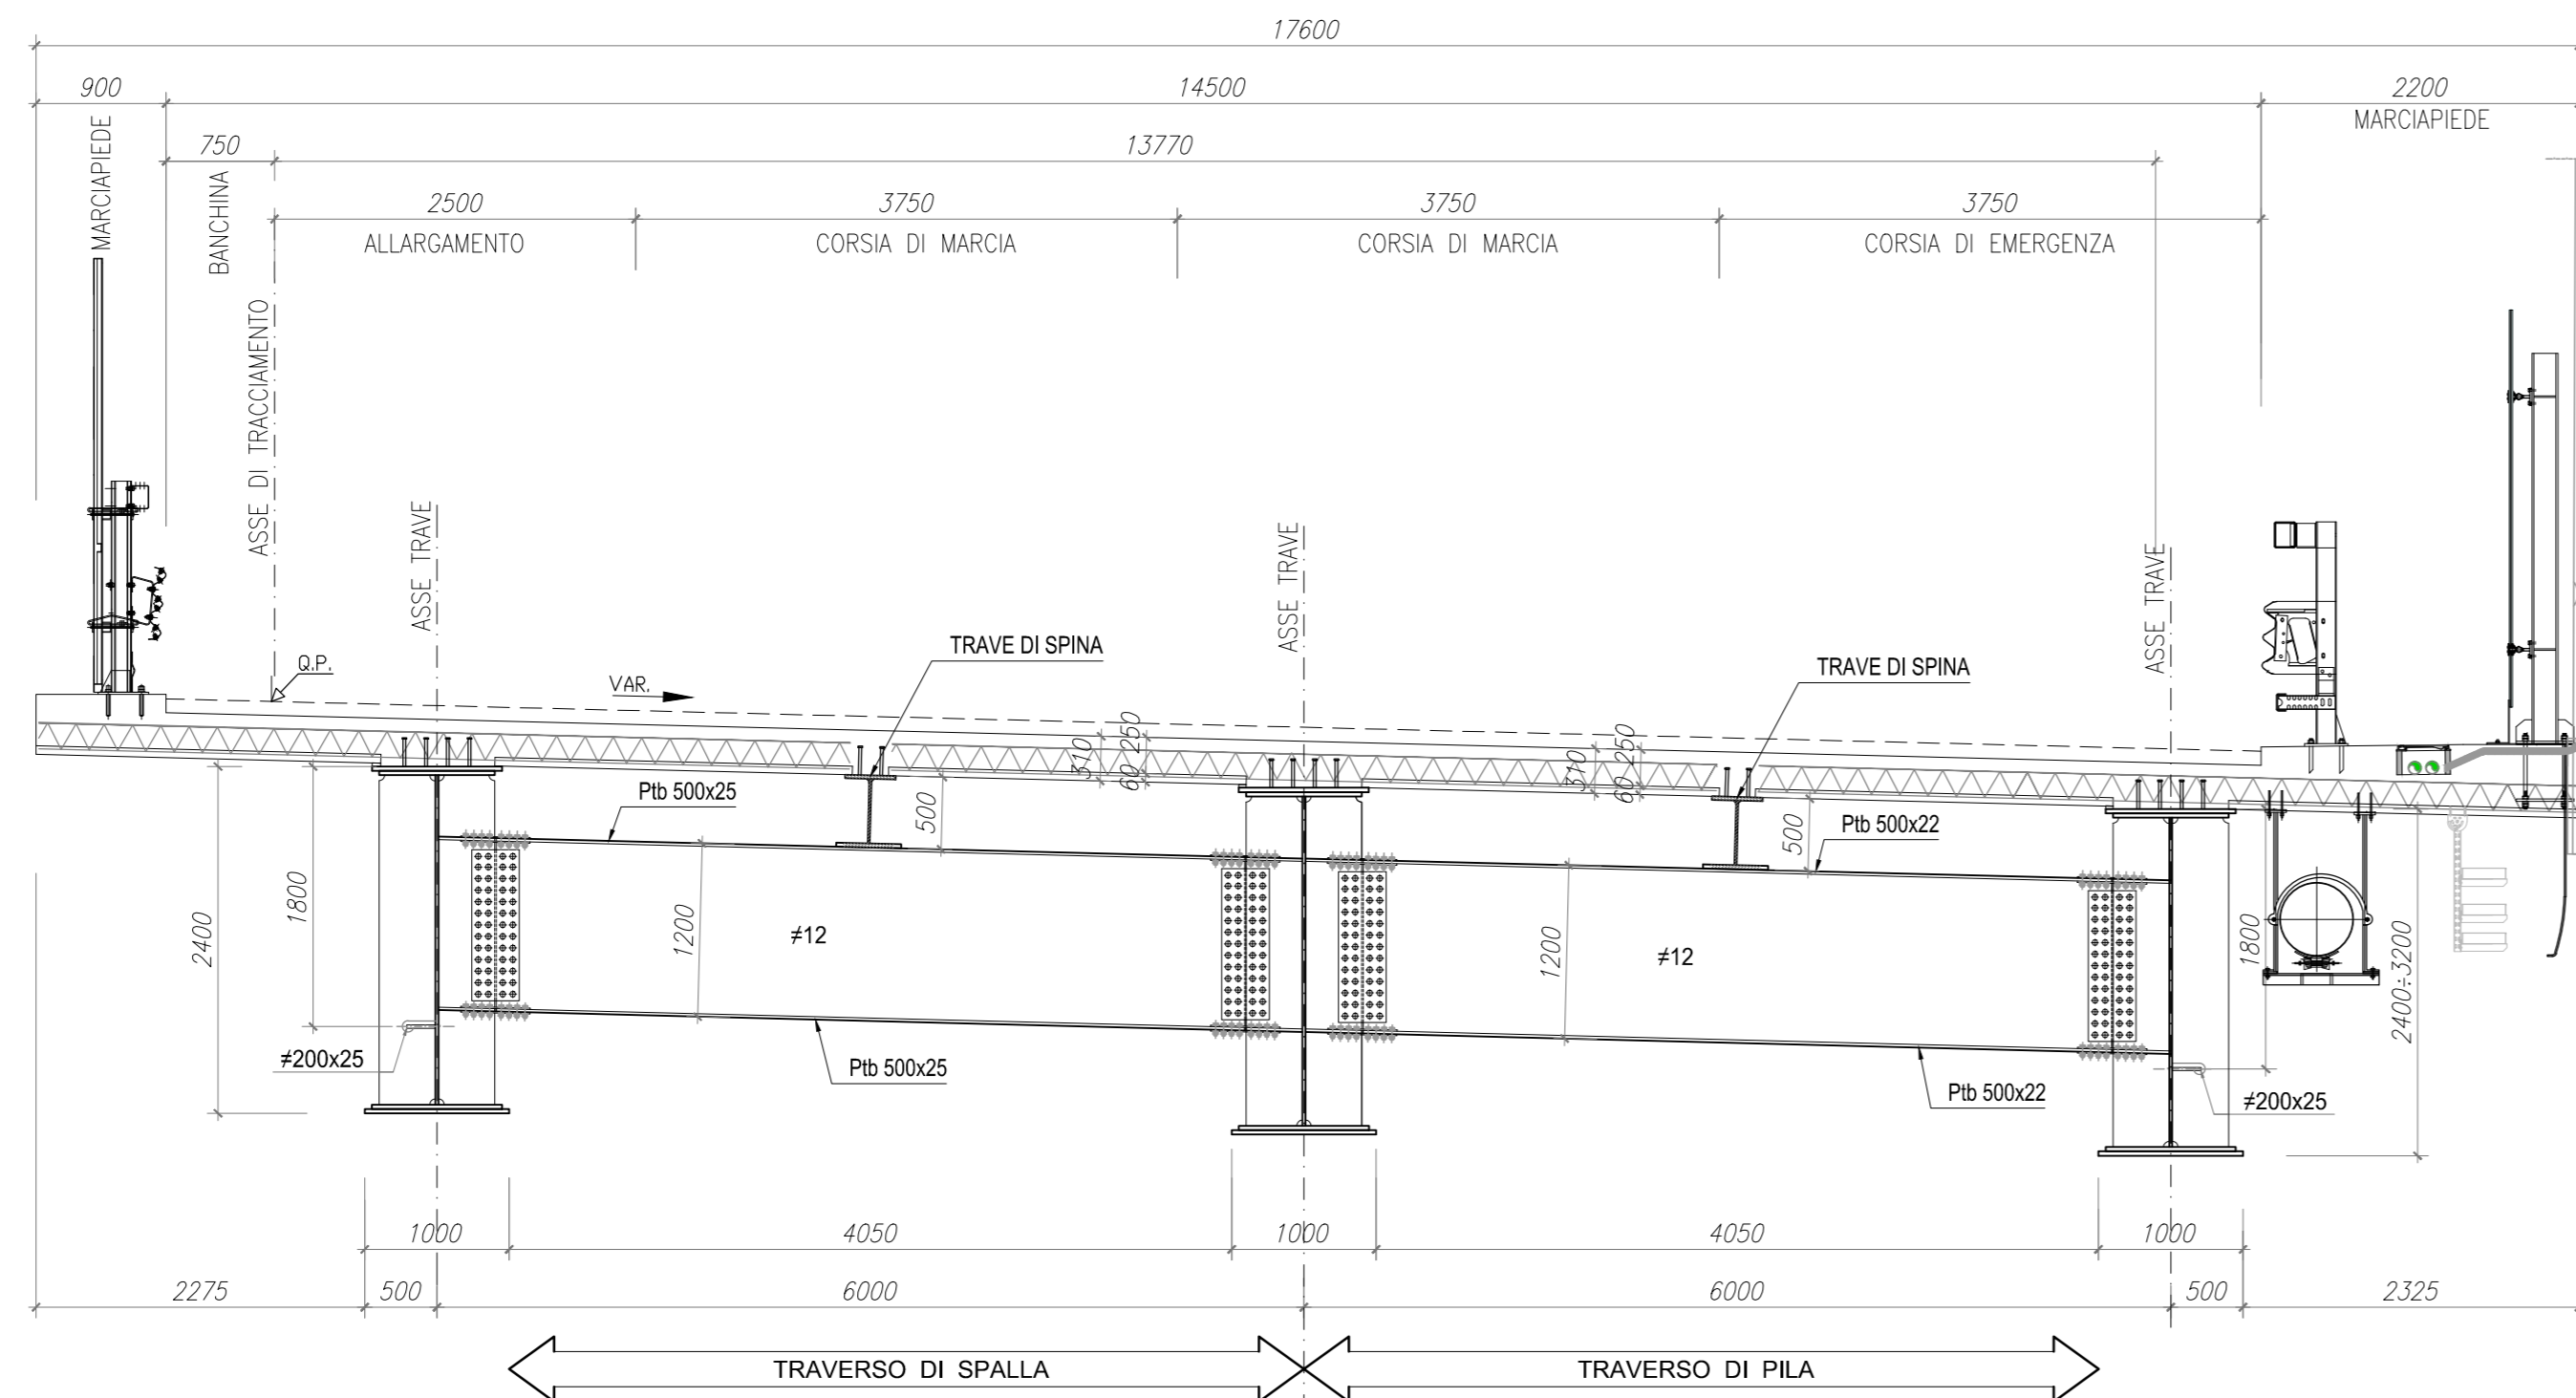 17600
900
14500
2200
MARCIAPIEDE
MARCIAPIEDE
750
13770
BANCHINA
2500
3750
3750
3750
ALLARGAMENTO
CORSIA DI MARCIA
CORSIA DI MARCIA
CORSIA DI EMERGENZA
ASSE DI TRACCIAMENTO
ASSE TRAVE
ASSE TRAVE
ASSE TRAVE
Q.P.
VAR.
TRAVE DI SPINA
TRAVE DI SPINA
310
60
250
310
60
250
Ptb 500x25
500
500
Ptb 500x22
2400
1800
1200
≠12
1200
≠12
1800
2400÷3200
≠200x25
Ptb 500x25
Ptb 500x22
≠200x25
1000
4050
1000
4050
1000
2275
500
6000
6000
500
2325
TRAVERSO DI SPALLA
TRAVERSO DI PILA